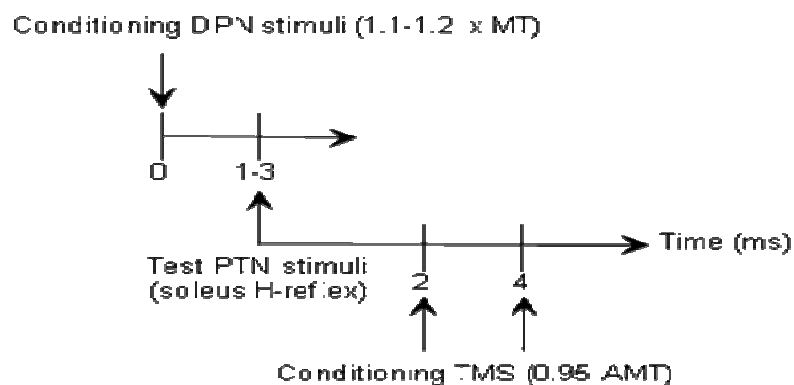 Conditioning DPN stimuli (1.1-1.2 x MT)
0
1-3
Time (ms)
Test PTN stimuli
(soleus H-reflex)
2
4
Conditioning TMS (0.95 AMT)